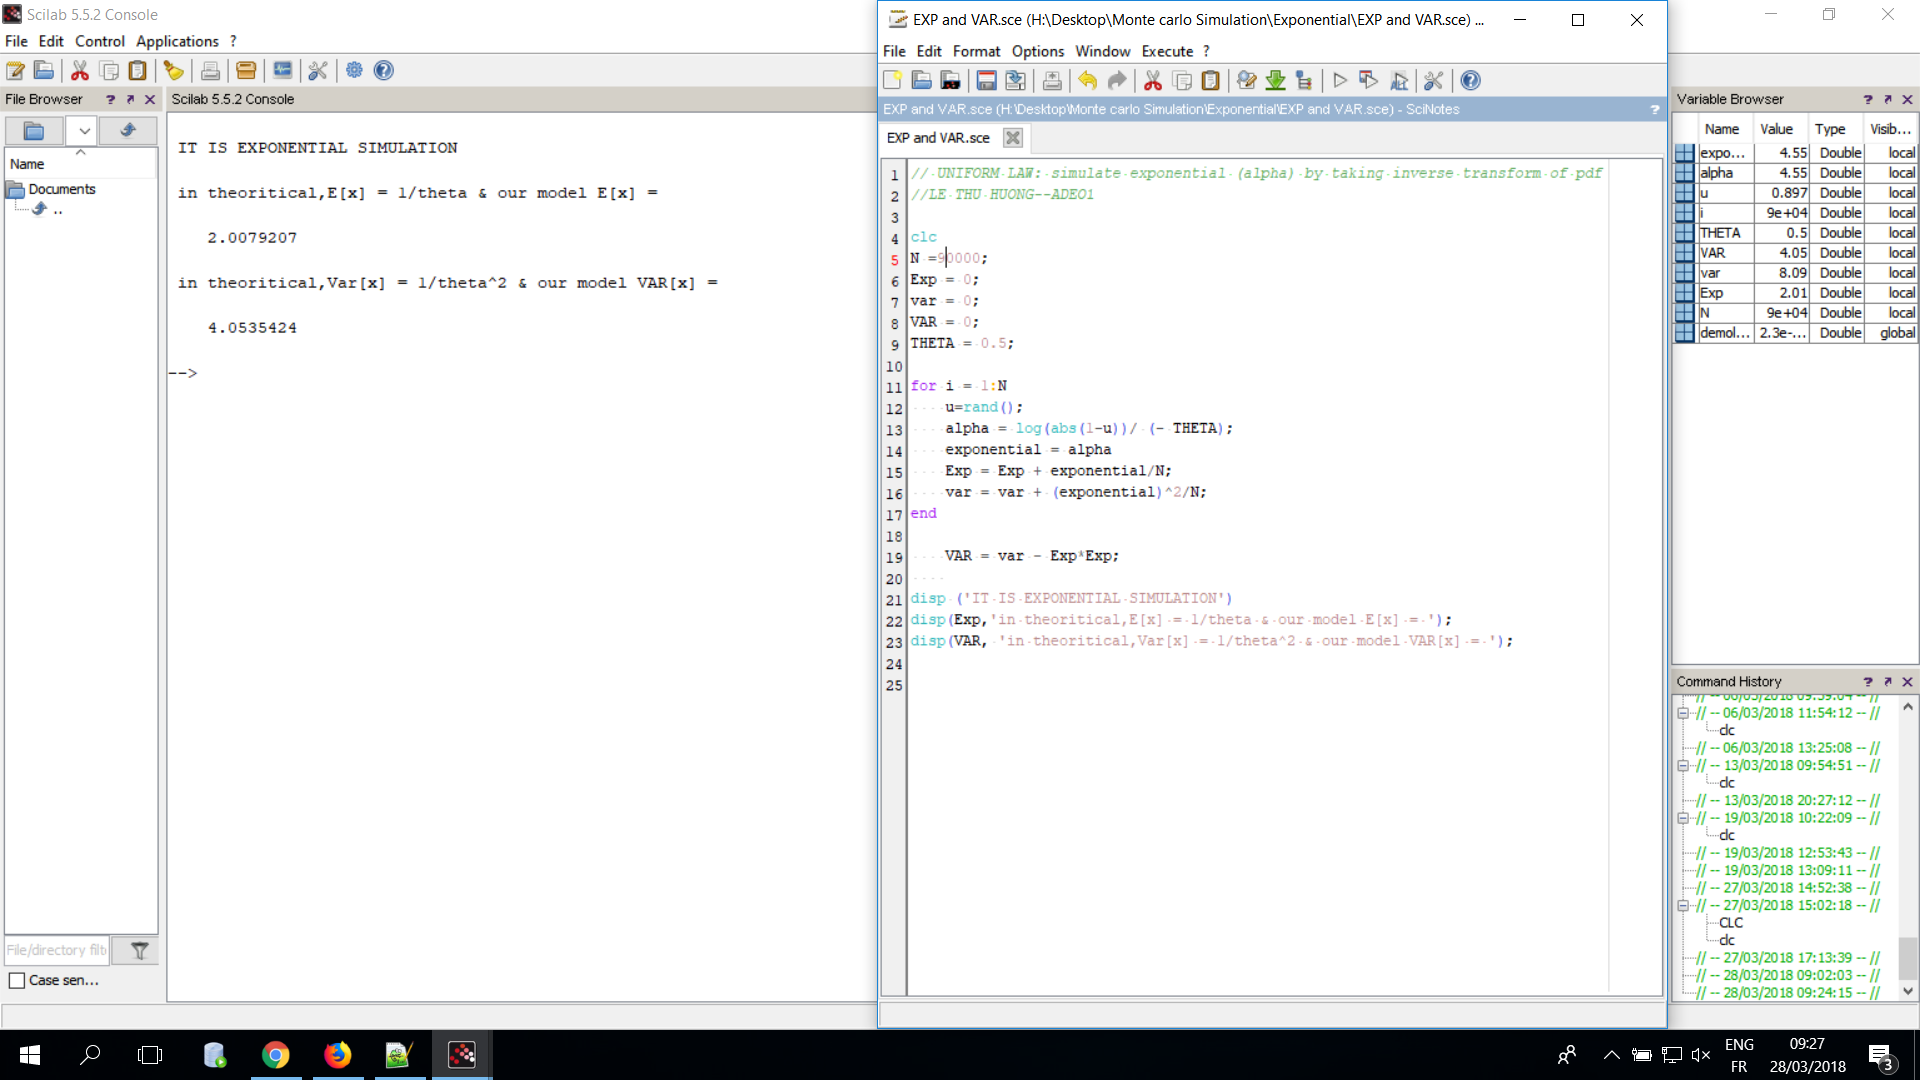 Scilab 5.5.2 Console
File Edit Control Applications ?
File Browser ? ↗ ✕
Name
Documents
..
File/directory filt
Case sen...
Scilab 5.5.2 Console
IT IS EXPONENTIAL SIMULATION
in theoritical,E[x] = 1/theta & our model E[x] =
2.0079207
in theoritical,Var[x] = 1/theta^2 & our model VAR[x] =
4.0535424
-->
EXP and VAR.sce (H:\Desktop\Monte carlo Simulation\Exponential\EXP and VAR.sce) ...
File Edit Format Options Window Execute ?
EXP and VAR.sce (H:\Desktop\Monte carlo Simulation\Exponential\EXP and VAR.sce) - SciNotes ?
EXP and VAR.sce
1 // UNIFORM LAW: simulate exponential (alpha) by taking inverse transform of pdf
2 //LE THU HUONG--ADEO1
3
4 clc
5 N =90000;
6 Exp = 0;
7 var = 0;
8 VAR = 0;
9 THETA = 0.5;
10
11 for i = 1:N
12 u=rand();
13 alpha = log(abs(1-u))/ (- THETA);
14 exponential = alpha
15 Exp = Exp + exponential/N;
16 var = var + (exponential)^2/N;
17 end
18
19 VAR = var - Exp*Exp;
20
21 disp ('IT IS EXPONENTIAL SIMULATION')
22 disp(Exp,'in theoritical,E[x] = 1/theta & our model E[x] = ');
23 disp(VAR, 'in theoritical,Var[x] = 1/theta^2 & our model VAR[x] = ');
24
25
Variable Browser ? ↗ ✕
Name Value Type Visib...
expo... 4.55 Double local
alpha 4.55 Double local
u 0.897 Double local
i 9e+04 Double local
THETA 0.5 Double local
VAR 4.05 Double local
var 8.09 Double local
Exp 2.01 Double local
N 9e+04 Double local
demol... 2.3e-... Double global
Command History ? ↗ ✕
// -- 06/03/2018 11:54:12 -- //
clc
// -- 06/03/2018 13:25:08 -- //
// -- 13/03/2018 09:54:51 -- //
clc
// -- 13/03/2018 20:27:12 -- //
// -- 19/03/2018 10:22:09 -- //
clc
// -- 19/03/2018 12:53:43 -- //
// -- 19/03/2018 13:09:11 -- //
// -- 27/03/2018 14:52:38 -- //
// -- 27/03/2018 15:02:18 -- //
CLC
clc
// -- 27/03/2018 17:13:39 -- //
// -- 28/03/2018 09:02:03 -- //
// -- 28/03/2018 09:24:15 -- //
ENG
FR
09:27
28/03/2018
3